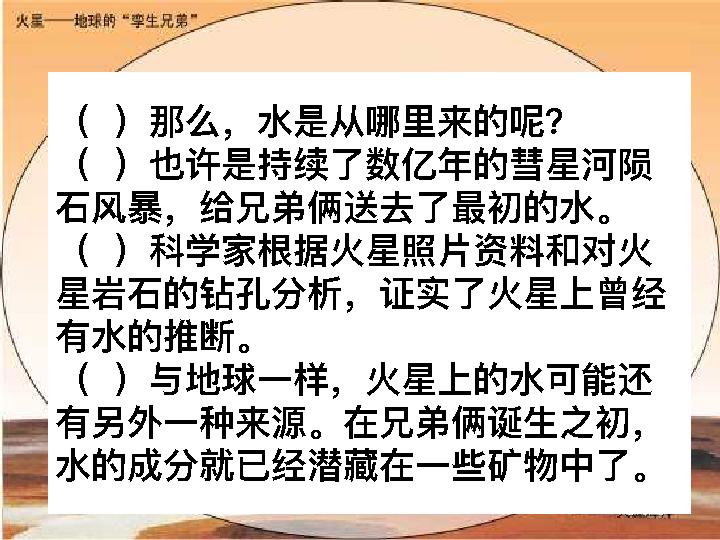 火星——地球的“孪生兄弟”
（ ）那么，水是从哪里来的呢？
（ ）也许是持续了数亿年的彗星河陨
石风暴，给兄弟俩送去了最初的水。
（ ）科学家根据火星照片资料和对火
星岩石的钻孔分析，证实了火星上曾经
有水的推断。
（ ）与地球一样，火星上的水可能还
有另外一种来源。在兄弟俩诞生之初，
水的成分就已经潜藏在一些矿物中了。